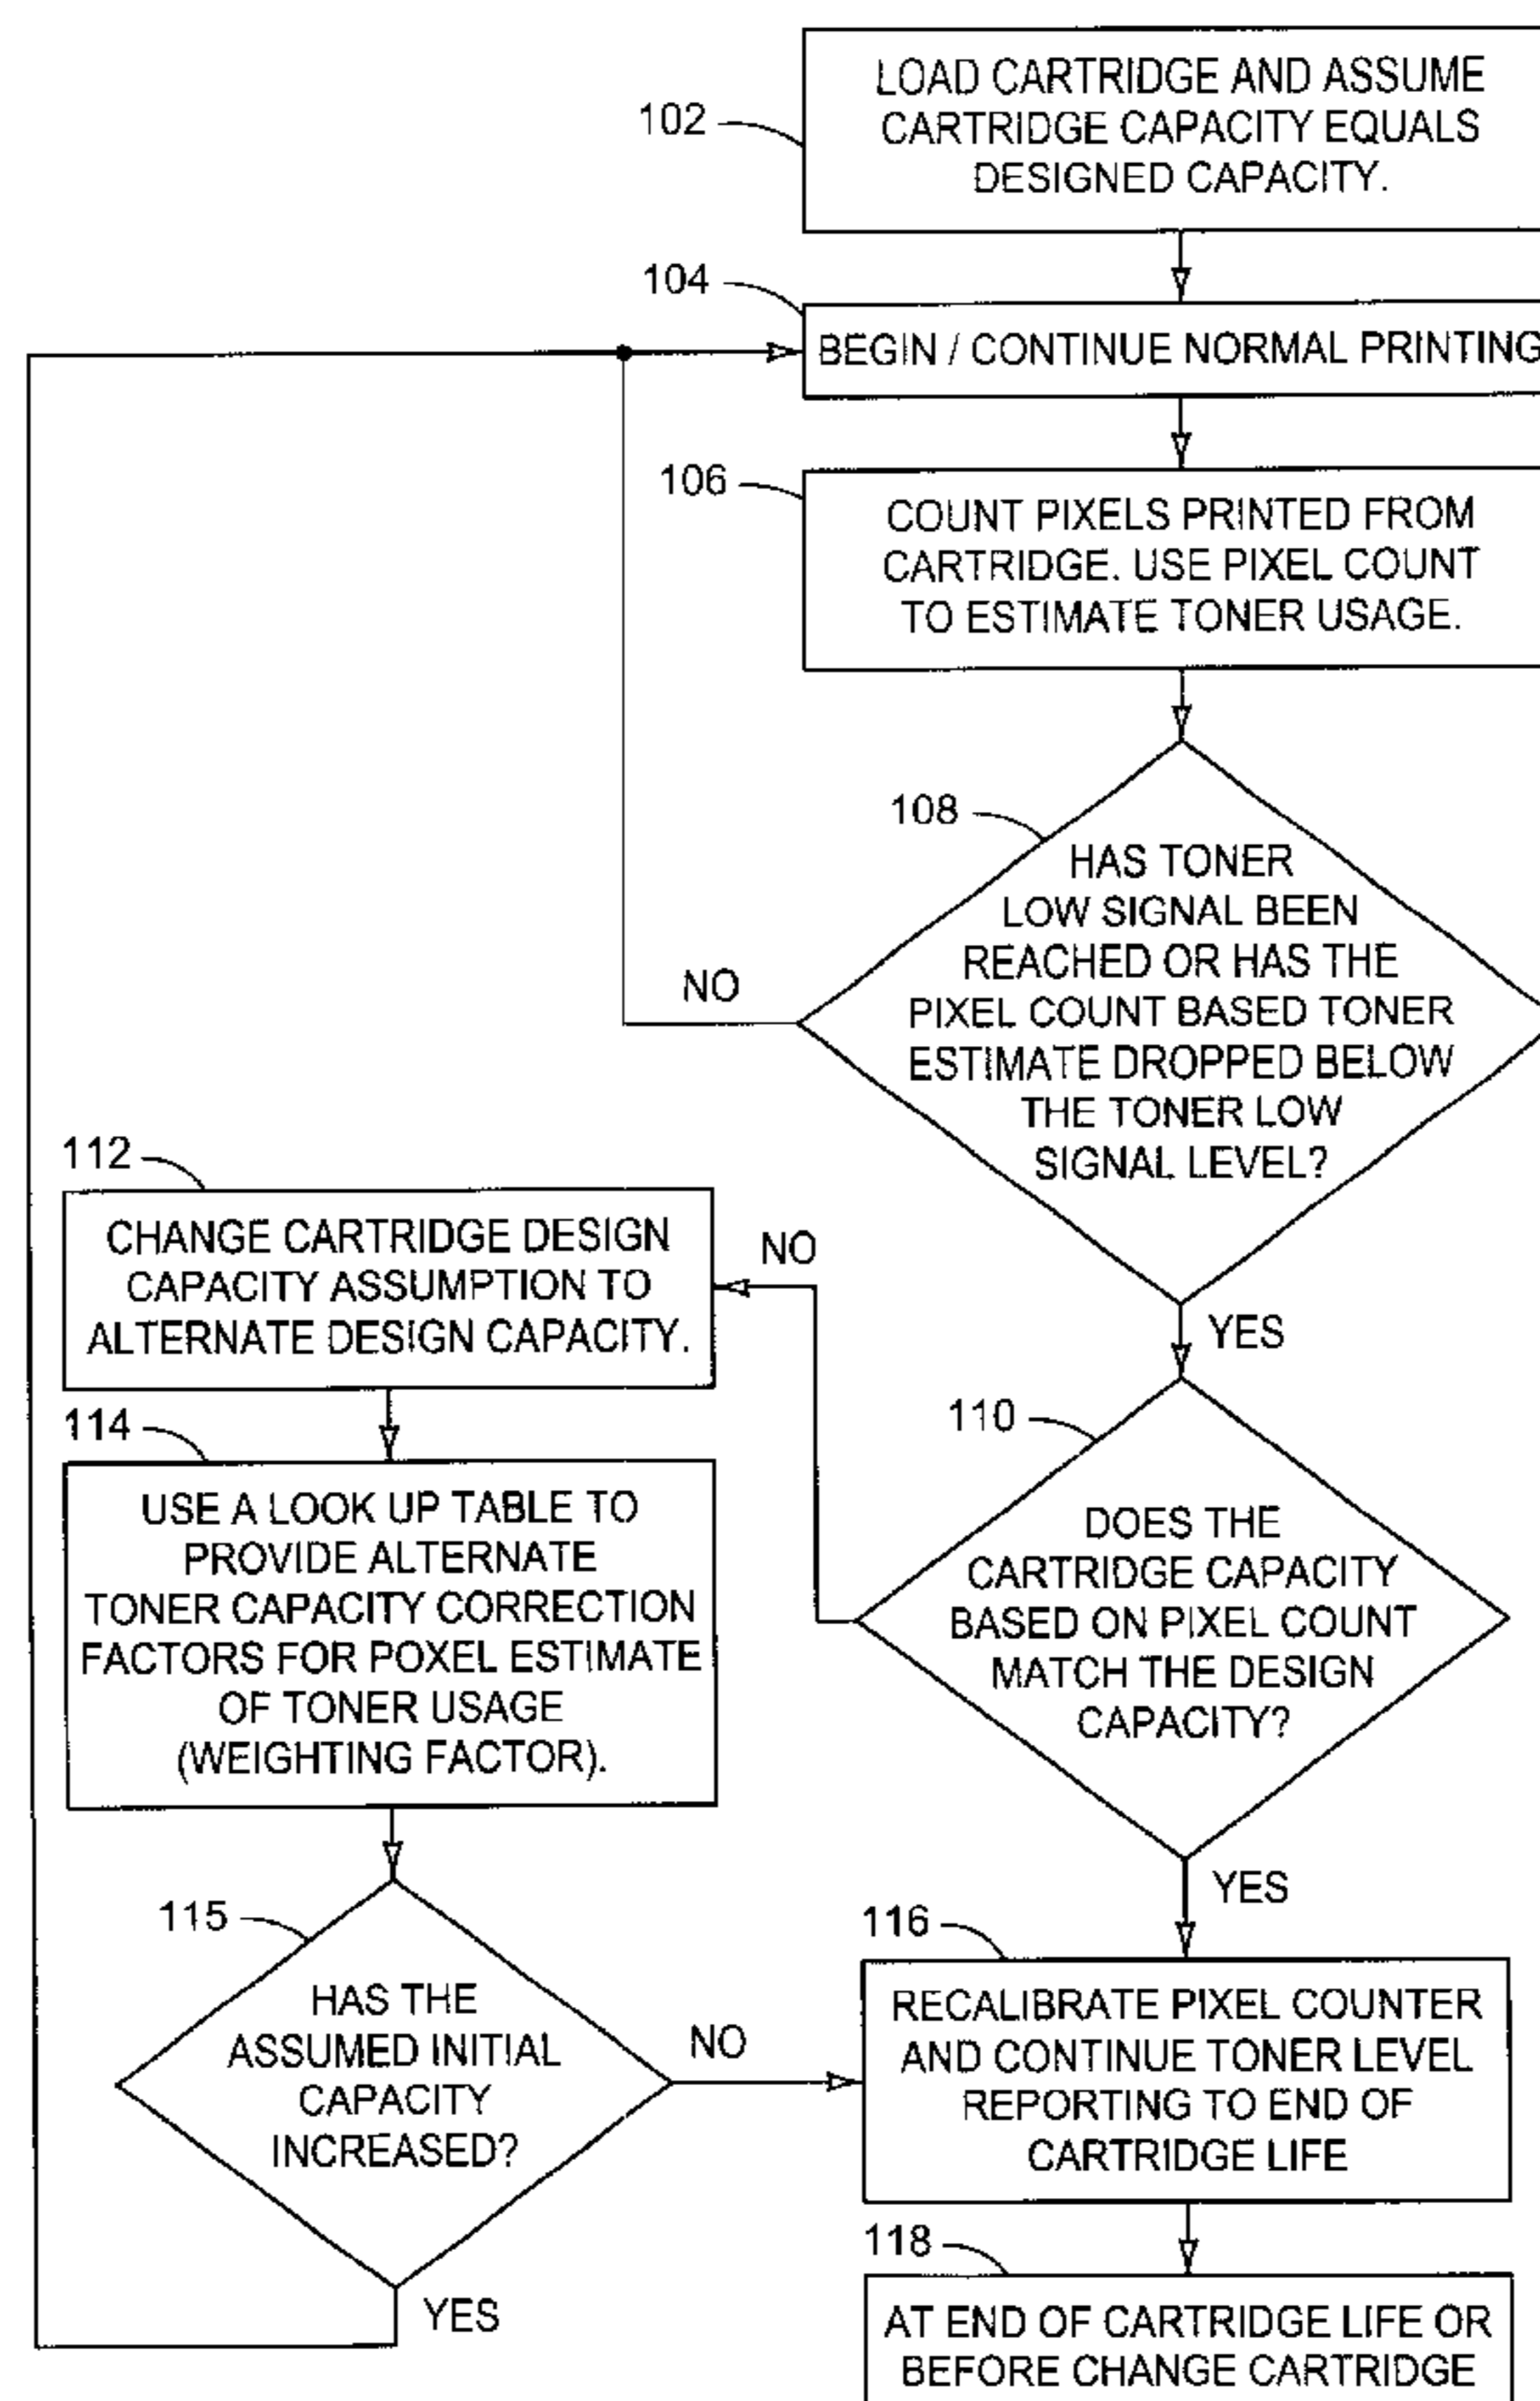 102
LOAD CARTRIDGE AND ASSUME
CARTRIDGE CAPACITY EQUALS
DESIGNED CAPACITY.
104
BEGIN / CONTINUE NORMAL PRINTING
106
COUNT PIXELS PRINTED FROM
CARTRIDGE. USE PIXEL COUNT
TO ESTIMATE TONER USAGE.
108
HAS TONER
LOW SIGNAL BEEN
REACHED OR HAS THE
PIXEL COUNT BASED TONER
ESTIMATE DROPPED BELOW
THE TONER LOW
SIGNAL LEVEL?
NO
YES
110
DOES THE
CARTRIDGE CAPACITY
BASED ON PIXEL COUNT
MATCH THE DESIGN
CAPACITY?
NO
YES
112
CHANGE CARTRIDGE DESIGN
CAPACITY ASSUMPTION TO
ALTERNATE DESIGN CAPACITY.
114
USE A LOOK UP TABLE TO
PROVIDE ALTERNATE
TONER CAPACITY CORRECTION
FACTORS FOR POXEL ESTIMATE
OF TONER USAGE
(WEIGHTING FACTOR).
115
HAS THE
ASSUMED INITIAL
CAPACITY
INCREASED?
NO
YES
116
RECALIBRATE PIXEL COUNTER
AND CONTINUE TONER LEVEL
REPORTING TO END OF
CARTRIDGE LIFE
118
AT END OF CARTRIDGE LIFE OR
BEFORE CHANGE CARTRIDGE